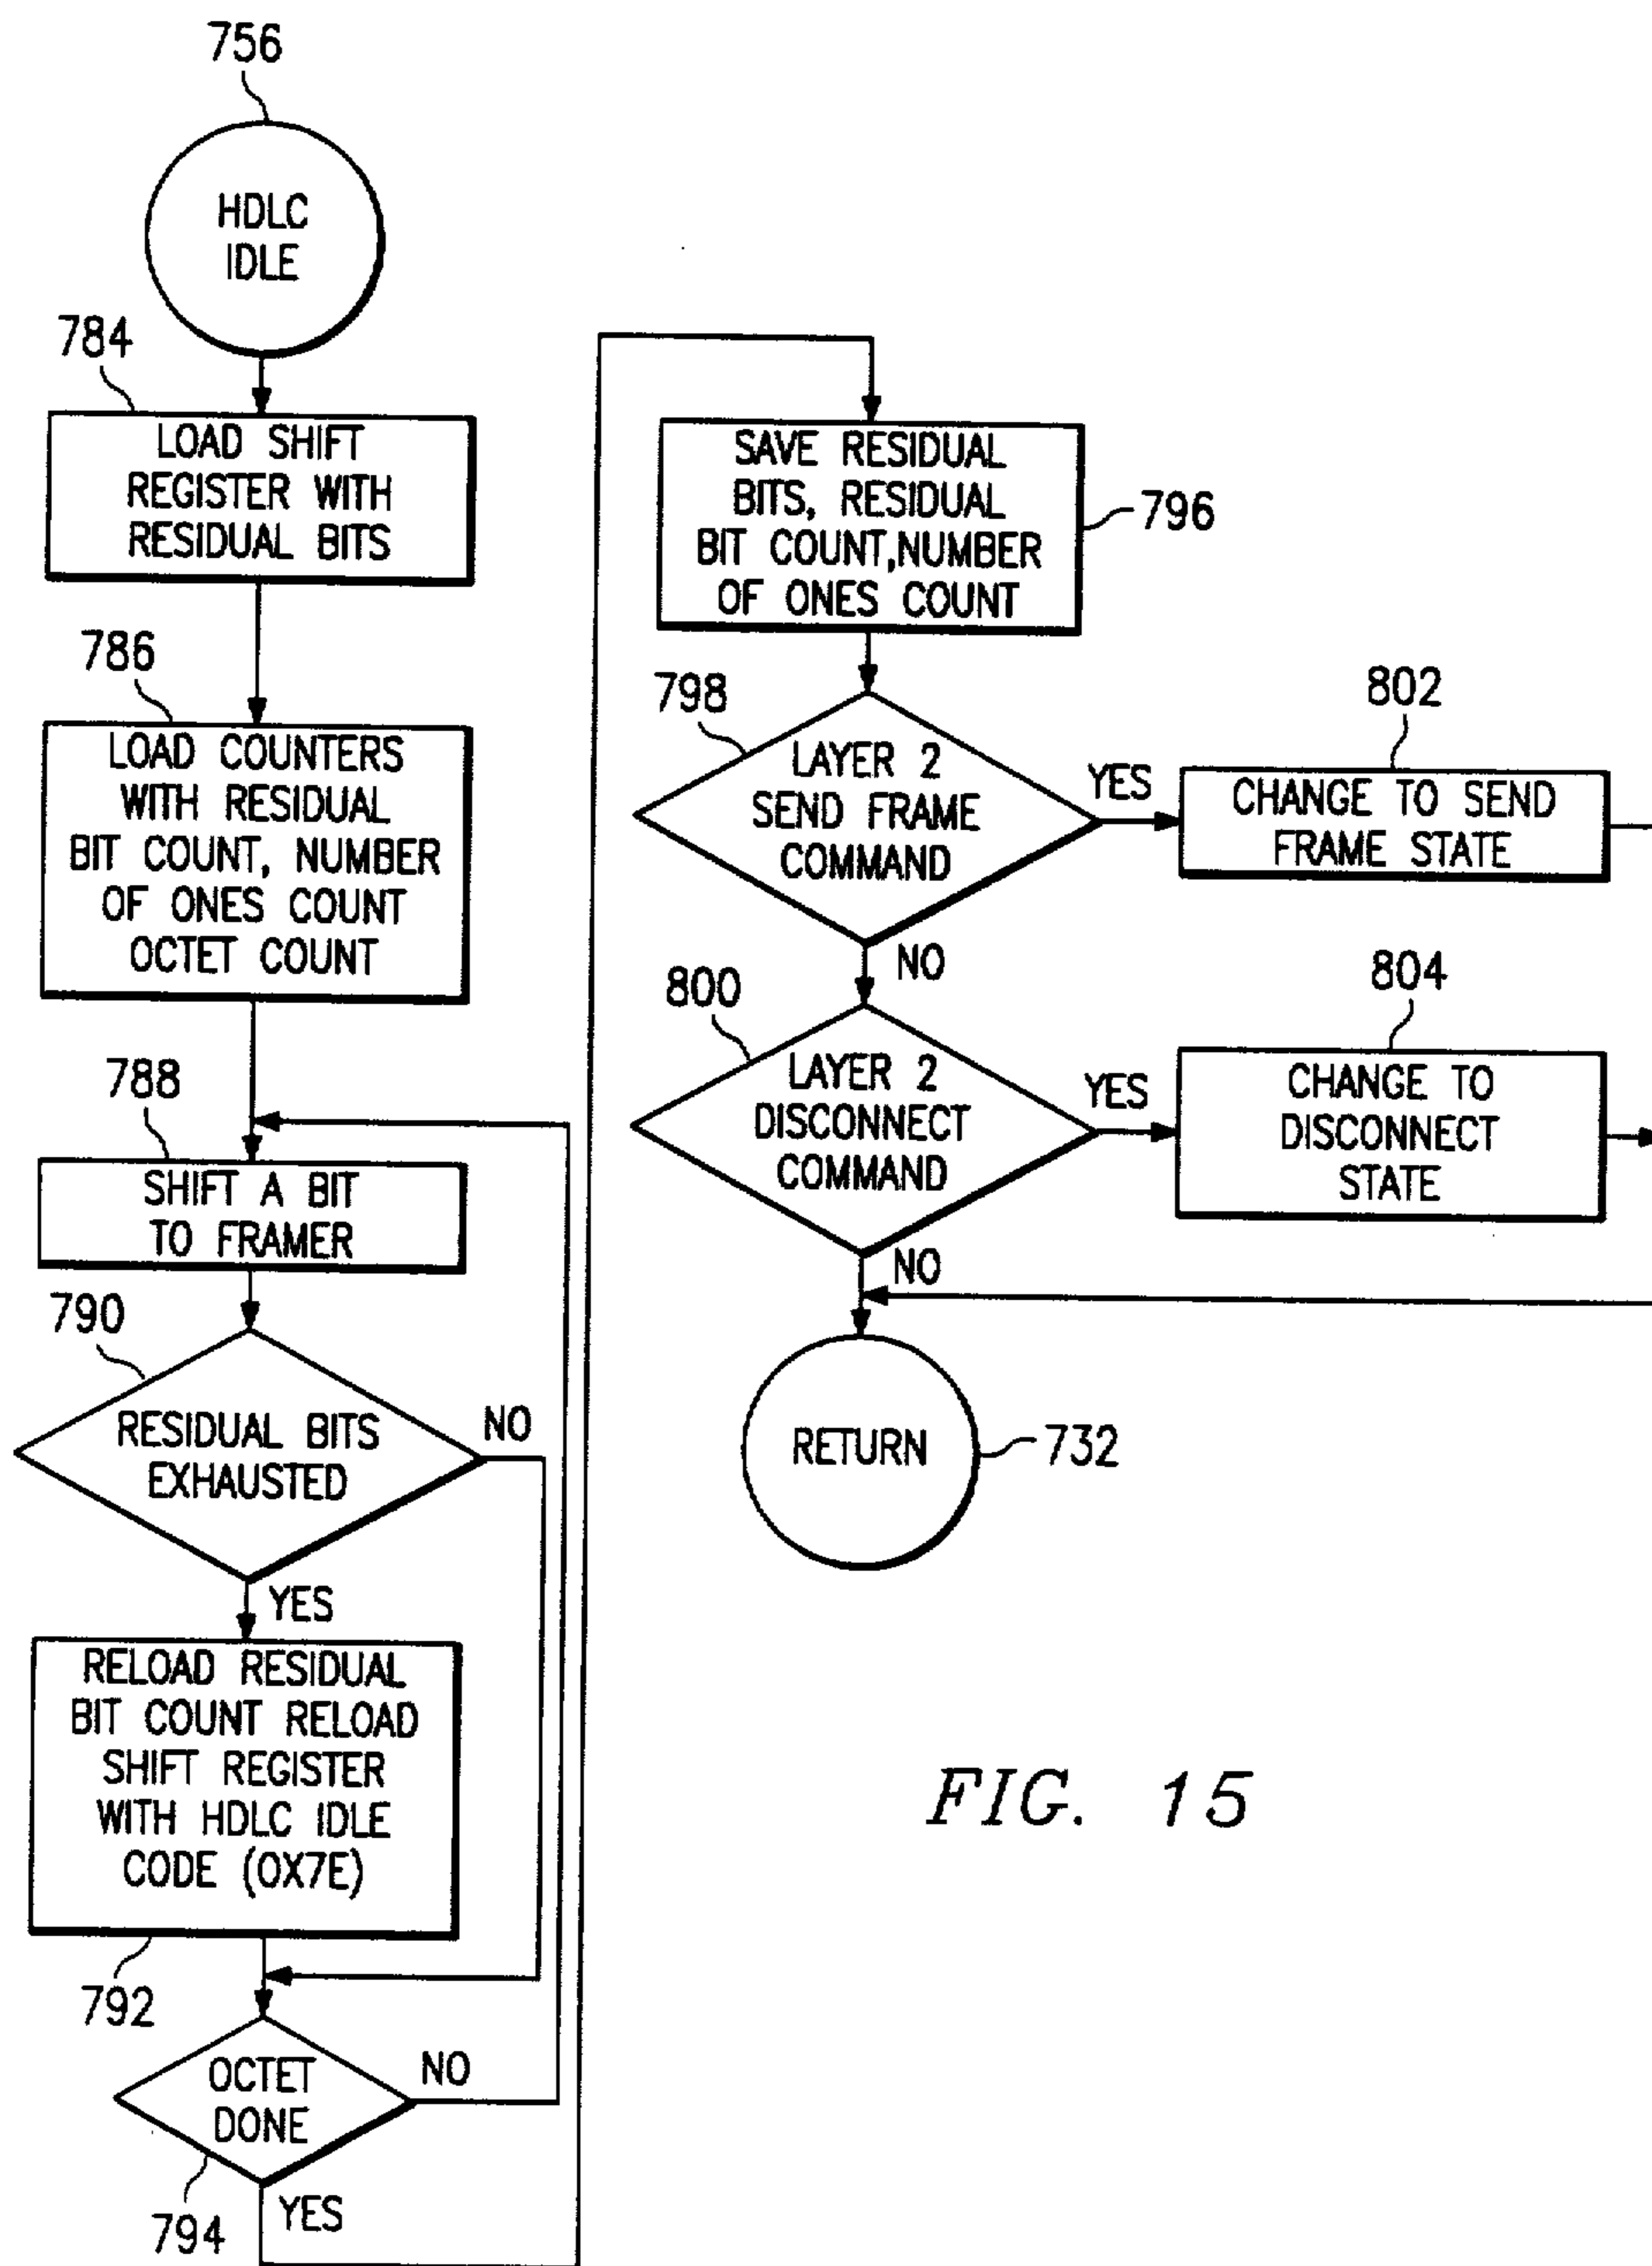 756
HDLC
IDLE
784
LOAD SHIFT
REGISTER WITH
RESIDUAL BITS
786
LOAD COUNTERS
WITH RESIDUAL
BIT COUNT, NUMBER
OF ONES COUNT
OCTET COUNT
788
SHIFT A BIT
TO FRAMER
790
RESIDUAL BITS
EXHAUSTED
NO
YES
RELOAD RESIDUAL
BIT COUNT RELOAD
SHIFT REGISTER
WITH HDLC IDLE
CODE (0X7E)
792
OCTET
DONE
NO
794
YES
SAVE RESIDUAL
BITS, RESIDUAL
BIT COUNT,NUMBER
OF ONES COUNT
796
798
LAYER 2
SEND FRAME
COMMAND
YES
802
CHANGE TO SEND
FRAME STATE
NO
800
LAYER 2
DISCONNECT
COMMAND
YES
804
CHANGE TO
DISCONNECT
STATE
NO
RETURN
732
FIG. 15